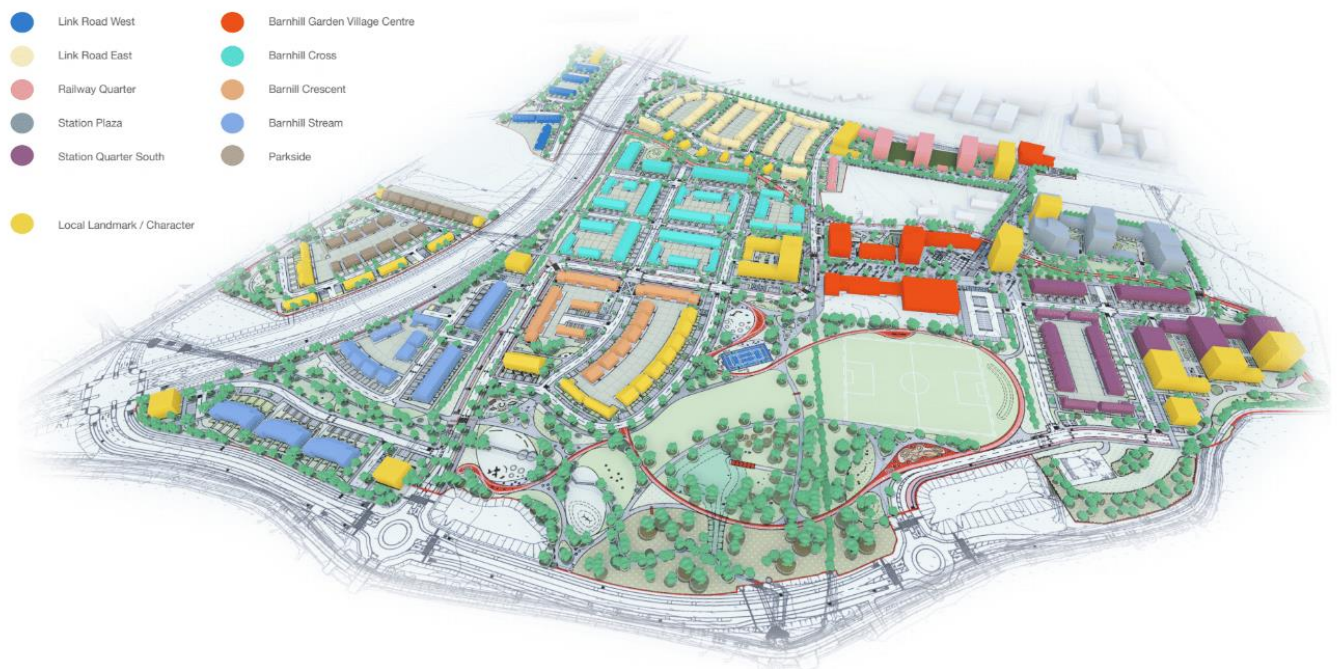 Link Road West
Link Road East
Railway Quarter
Station Plaza
Station Quarter South
Local Landmark / Character
Barnhill Garden Village Centre
Barnhill Cross
Barnill Crescent
Barnhill Stream
Parkside